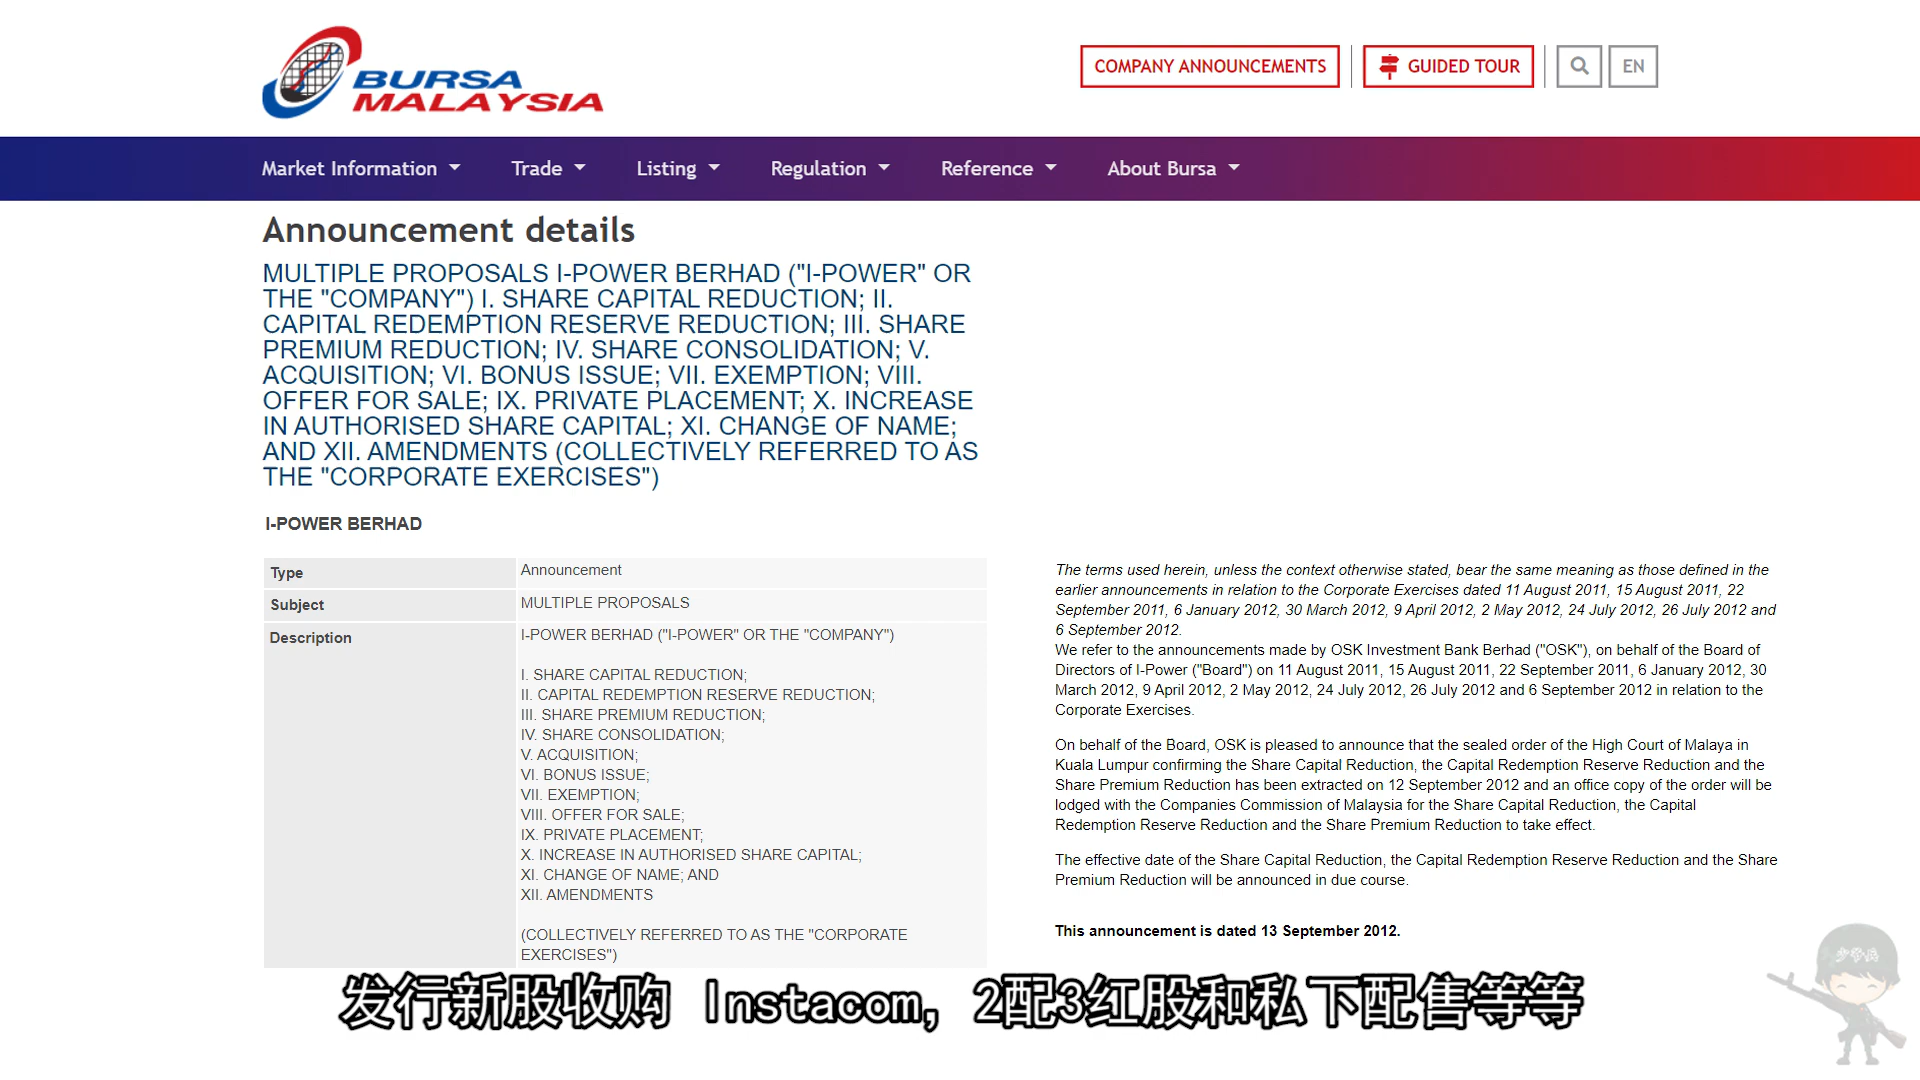 BURSA
MALAYSIA
COMPANY ANNOUNCEMENTS
GUIDED TOUR
EN
Market Information
Trade
Listing
Regulation
Reference
About Bursa
Announcement details
MULTIPLE PROPOSALS I-POWER BERHAD ("I-POWER" OR
THE "COMPANY") I. SHARE CAPITAL REDUCTION; II.
CAPITAL REDEMPTION RESERVE REDUCTION; III. SHARE
PREMIUM REDUCTION; IV. SHARE CONSOLIDATION; V.
ACQUISITION; VI. BONUS ISSUE; VII. EXEMPTION; VIII.
OFFER FOR SALE; IX. PRIVATE PLACEMENT; X. INCREASE
IN AUTHORISED SHARE CAPITAL; XI. CHANGE OF NAME;
AND XII. AMENDMENTS (COLLECTIVELY REFERRED TO AS
THE "CORPORATE EXERCISES")
I-POWER BERHAD
Type
Announcement
Subject
MULTIPLE PROPOSALS
Description
I-POWER BERHAD ("I-POWER" OR THE "COMPANY")
I. SHARE CAPITAL REDUCTION;
II. CAPITAL REDEMPTION RESERVE REDUCTION;
III. SHARE PREMIUM REDUCTION;
IV. SHARE CONSOLIDATION;
V. ACQUISITION;
VI. BONUS ISSUE;
VII. EXEMPTION;
VIII. OFFER FOR SALE;
IX. PRIVATE PLACEMENT;
X. INCREASE IN AUTHORISED SHARE CAPITAL;
XI. CHANGE OF NAME; AND
XII. AMENDMENTS
(COLLECTIVELY REFERRED TO AS THE "CORPORATE
EXERCISES")
The terms used herein, unless the context otherwise stated, bear the same meaning as those defined in the
earlier announcements in relation to the Corporate Exercises dated 11 August 2011, 15 August 2011, 22
September 2011, 6 January 2012, 30 March 2012, 9 April 2012, 2 May 2012, 24 July 2012, 26 July 2012 and
6 September 2012.
We refer to the announcements made by OSK Investment Bank Berhad ("OSK"), on behalf of the Board of
Directors of I-Power ("Board") on 11 August 2011, 15 August 2011, 22 September 2011, 6 January 2012, 30
March 2012, 9 April 2012, 2 May 2012, 24 July 2012, 26 July 2012 and 6 September 2012 in relation to the
Corporate Exercises.
On behalf of the Board, OSK is pleased to announce that the sealed order of the High Court of Malaya in
Kuala Lumpur confirming the Share Capital Reduction, the Capital Redemption Reserve Reduction and the
Share Premium Reduction has been extracted on 12 September 2012 and an office copy of the order will be
lodged with the Companies Commission of Malaysia for the Share Capital Reduction, the Capital
Redemption Reserve Reduction and the Share Premium Reduction to take effect.
The effective date of the Share Capital Reduction, the Capital Redemption Reserve Reduction and the Share
Premium Reduction will be announced in due course.
This announcement is dated 13 September 2012.
发行新股收购 Instacom，2配3红股和私下配售等等